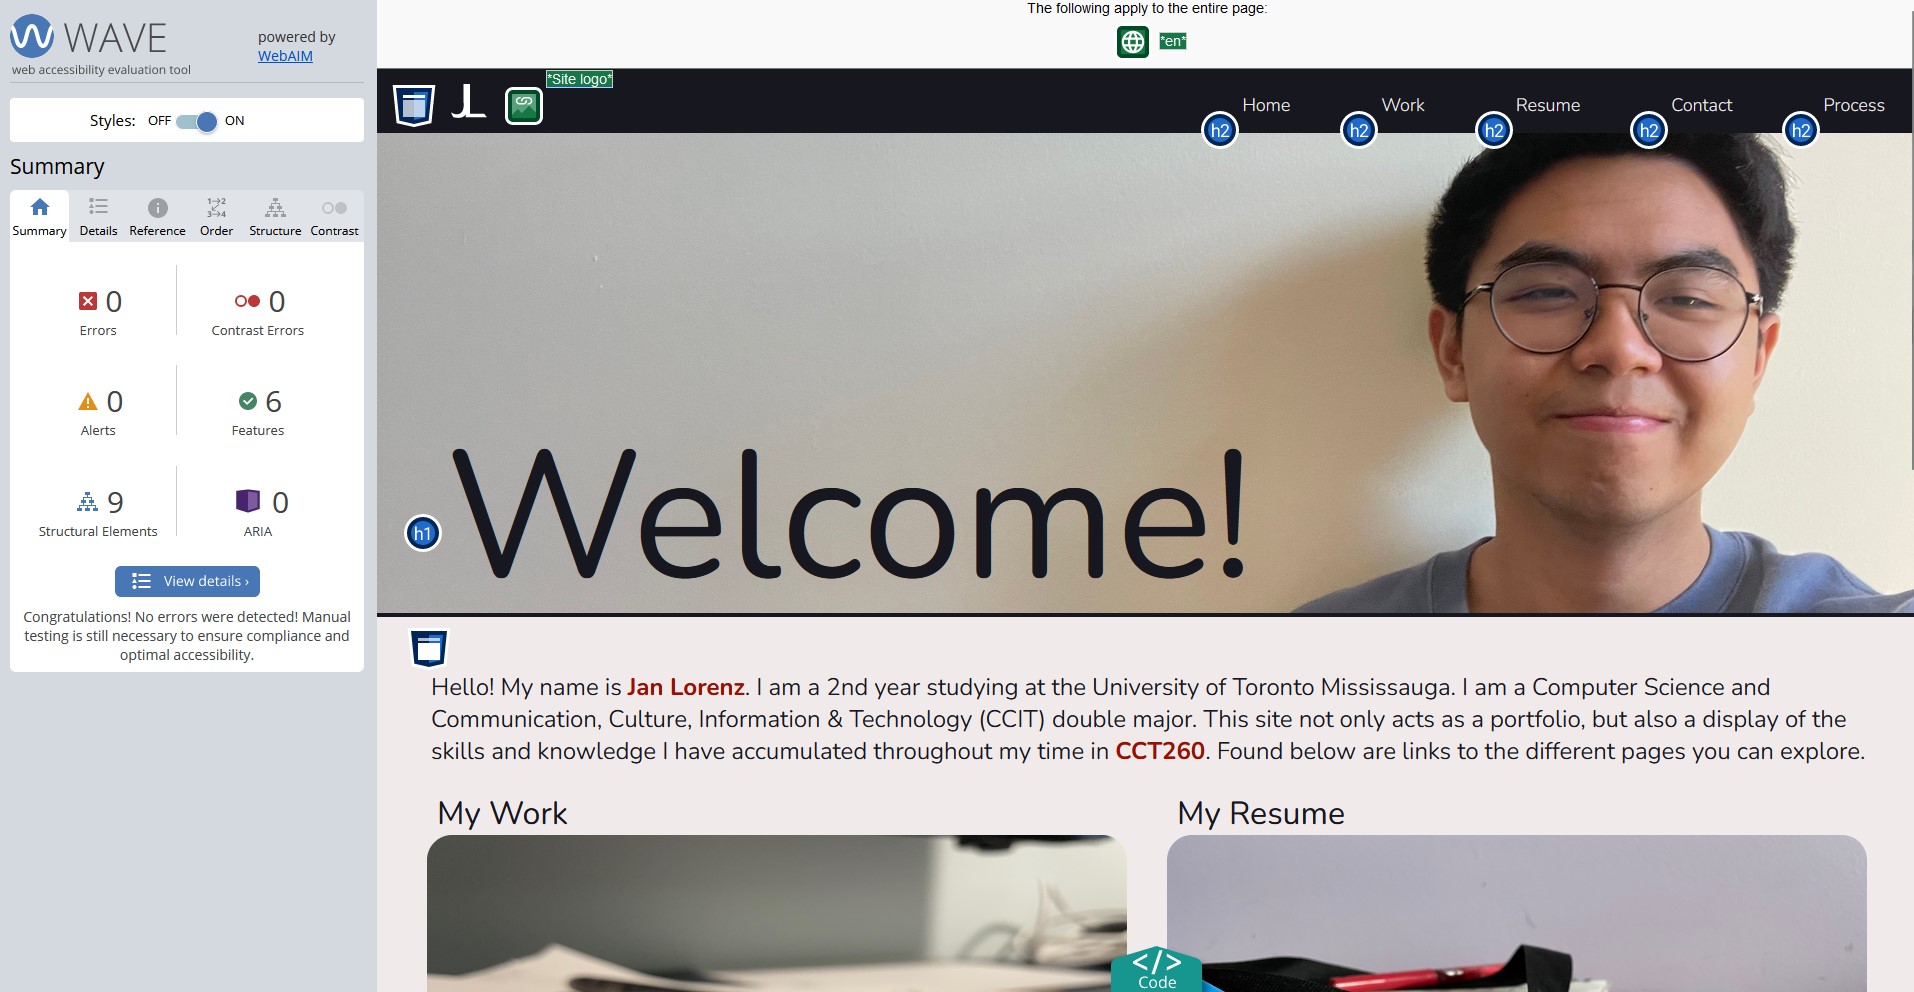 WAVE
powered by
WebAIM
web accessibility evaluation tool
Styles: OFF ON
Summary
Summary Details Reference Order Structure Contrast
0 Errors
0 Contrast Errors
0 Alerts
6 Features
9 Structural Elements
0 ARIA
View details ›
Congratulations! No errors were detected! Manual
testing is still necessary to ensure compliance and
optimal accessibility.
The following apply to the entire page:
*en*
JL
*Site logo*
Home Work Resume Contact Process
h2 h2 h2 h2 h2
h1
Welcome!
Hello! My name is Jan Lorenz. I am a 2nd year studying at the University of Toronto Mississauga. I am a Computer Science and
Communication, Culture, Information & Technology (CCIT) double major. This site not only acts as a portfolio, but also a display of the
skills and knowledge I have accumulated throughout my time in CCT260. Found below are links to the different pages you can explore.
My Work
My Resume
</> Code